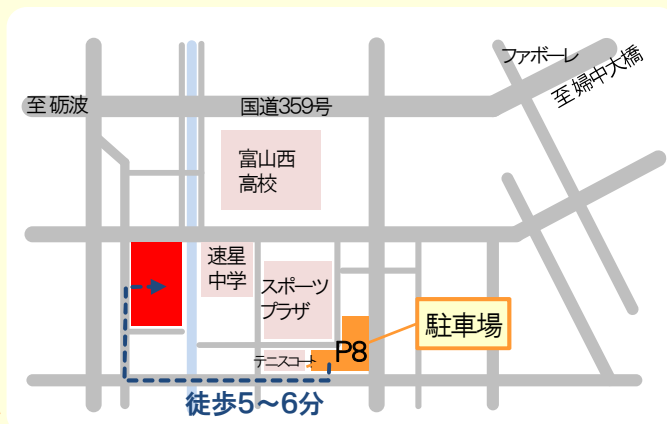 ファボーレ
至婦中大橋
至 砺波
国道359号
富山西
高校
速星
中学
スポーツ
プラザ
駐車場
P8
テニスコート
徒歩5～6分